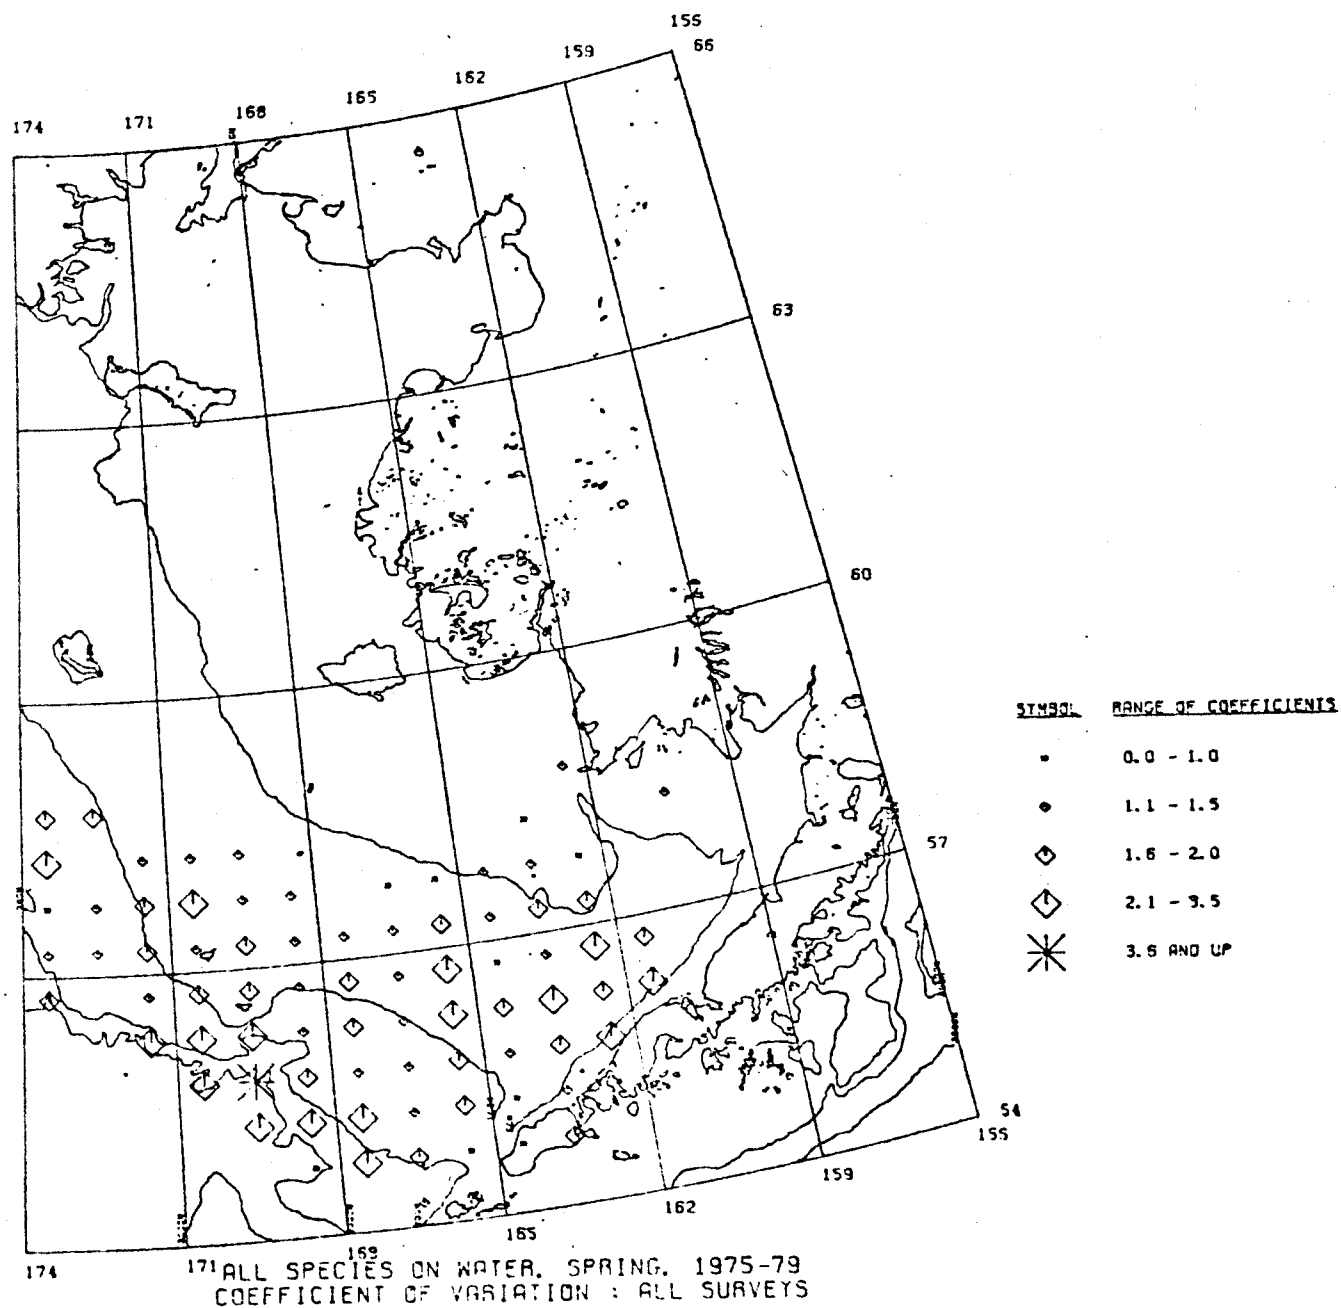 155
66
159
162
165
168
171
174
63
60
SYMBOL RANGE OF COEFFICIENTS
0.0 - 1.0
1.1 - 1.5
57
1.6 - 2.0
2.1 - 3.5
3.6 AND UP
54
155
159
162
165
169
171
174
ALL SPECIES ON WATER. SPRING. 1975-79
COEFFICIENT OF VARIATION : ALL SURVEYS